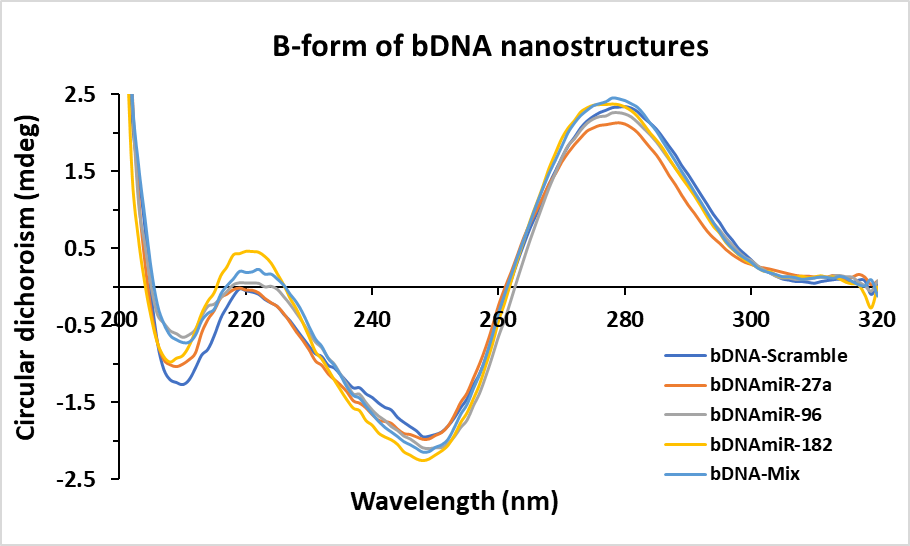 B-form of bDNA nanostructures
2.5
1.5
0.5
-0.5
-1.5
-2.5
200 220 240 260 280 300 320
Circular dichoroism (mdeg)
Wavelength (nm)
bDNA-Scramble
bDNAmiR-27a
bDNAmiR-96
bDNAmiR-182
bDNA-Mix